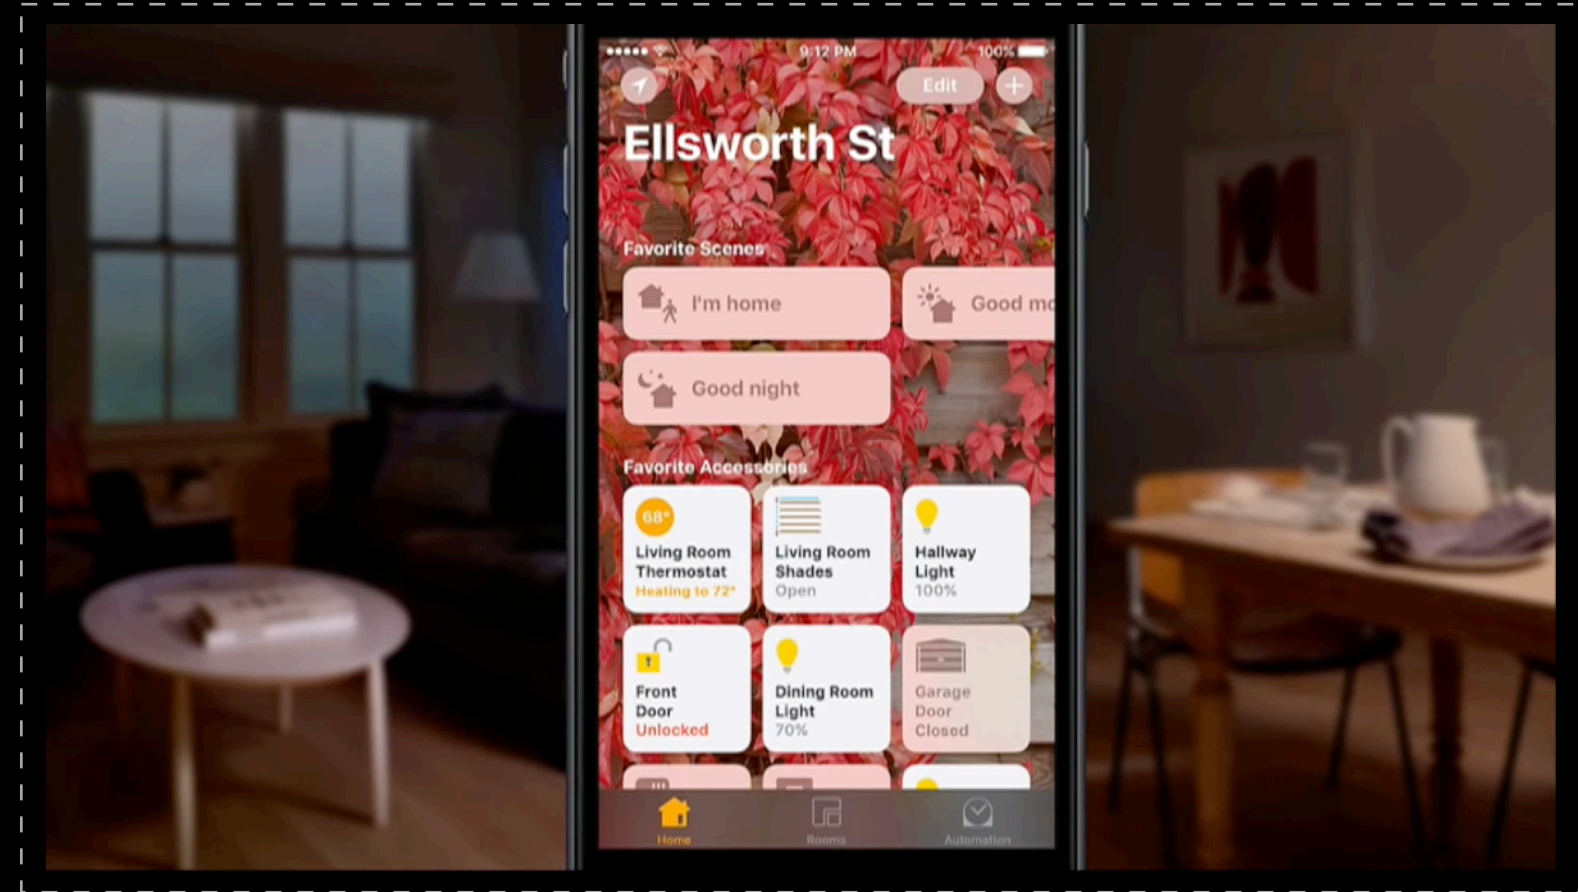 9:12 PM
100%
Edit
Ellsworth St
Favorite Scenes
I'm home
Good mo
Good night
Favorite Accessories
68°
Living Room
Thermostat
Heating to 72°
Living Room
Shades
Open
Hallway
Light
100%
Front
Door
Unlocked
Dining Room
Light
70%
Garage
Door
Closed
Home
Rooms
Automation